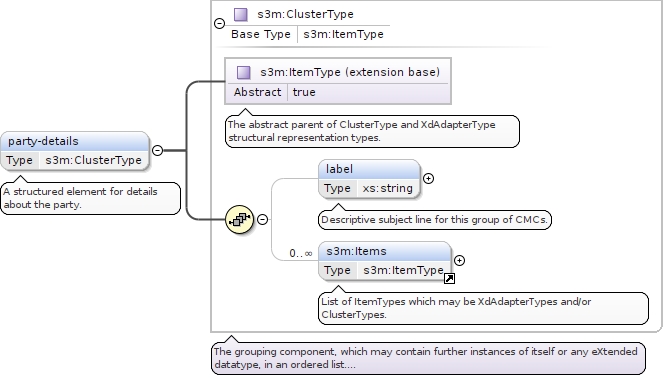 s3m:ClusterType
Base Type s3m:ItemType
s3m:ItemType (extension base)
Abstract true
The abstract parent of ClusterType and XdAdapterType
structural representation types.
party-details
Type s3m:ClusterType
A structured element for details
about the party.
label
Type xs:string
Descriptive subject line for this group of CMCs.
0..∞
s3m:Items
Type s3m:ItemType
List of ItemTypes which may be XdAdapterTypes and/or
ClusterTypes.
The grouping component, which may contain further instances of itself or any eXtended
datatype, in an ordered list....